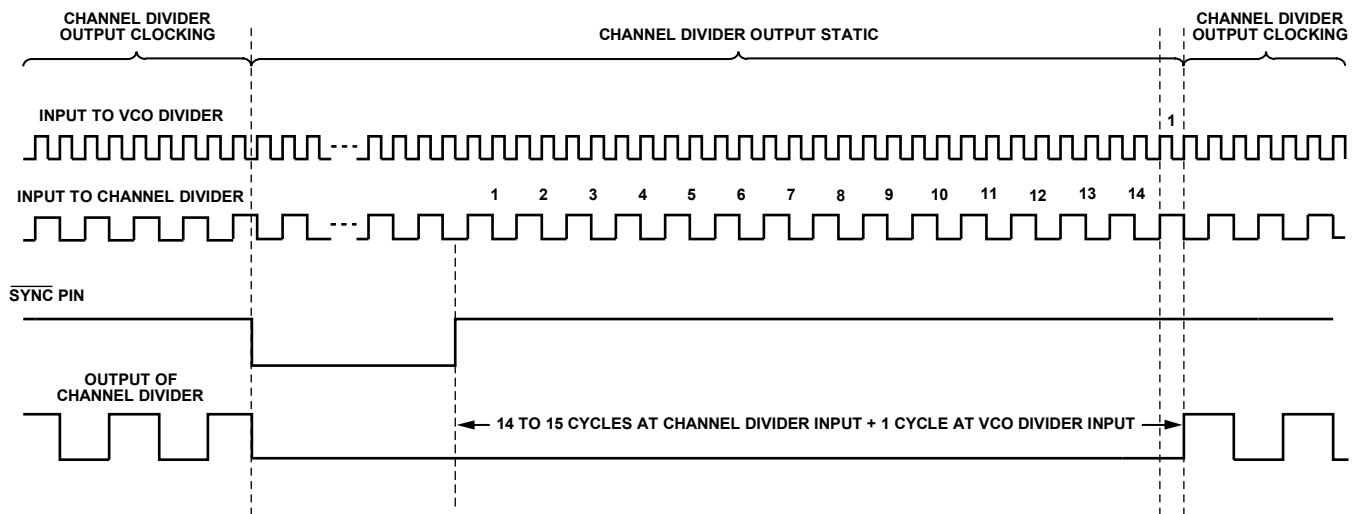 CHANNEL DIVIDER
OUTPUT CLOCKING
CHANNEL DIVIDER OUTPUT STATIC
CHANNEL DIVIDER
OUTPUT CLOCKING
INPUT TO VCO DIVIDER
1
INPUT TO CHANNEL DIVIDER
1 2 3 4 5 6 7 8 9 10 11 12 13 14
SYNC PIN
OUTPUT OF
CHANNEL DIVIDER
14 TO 15 CYCLES AT CHANNEL DIVIDER INPUT + 1 CYCLE AT VCO DIVIDER INPUT